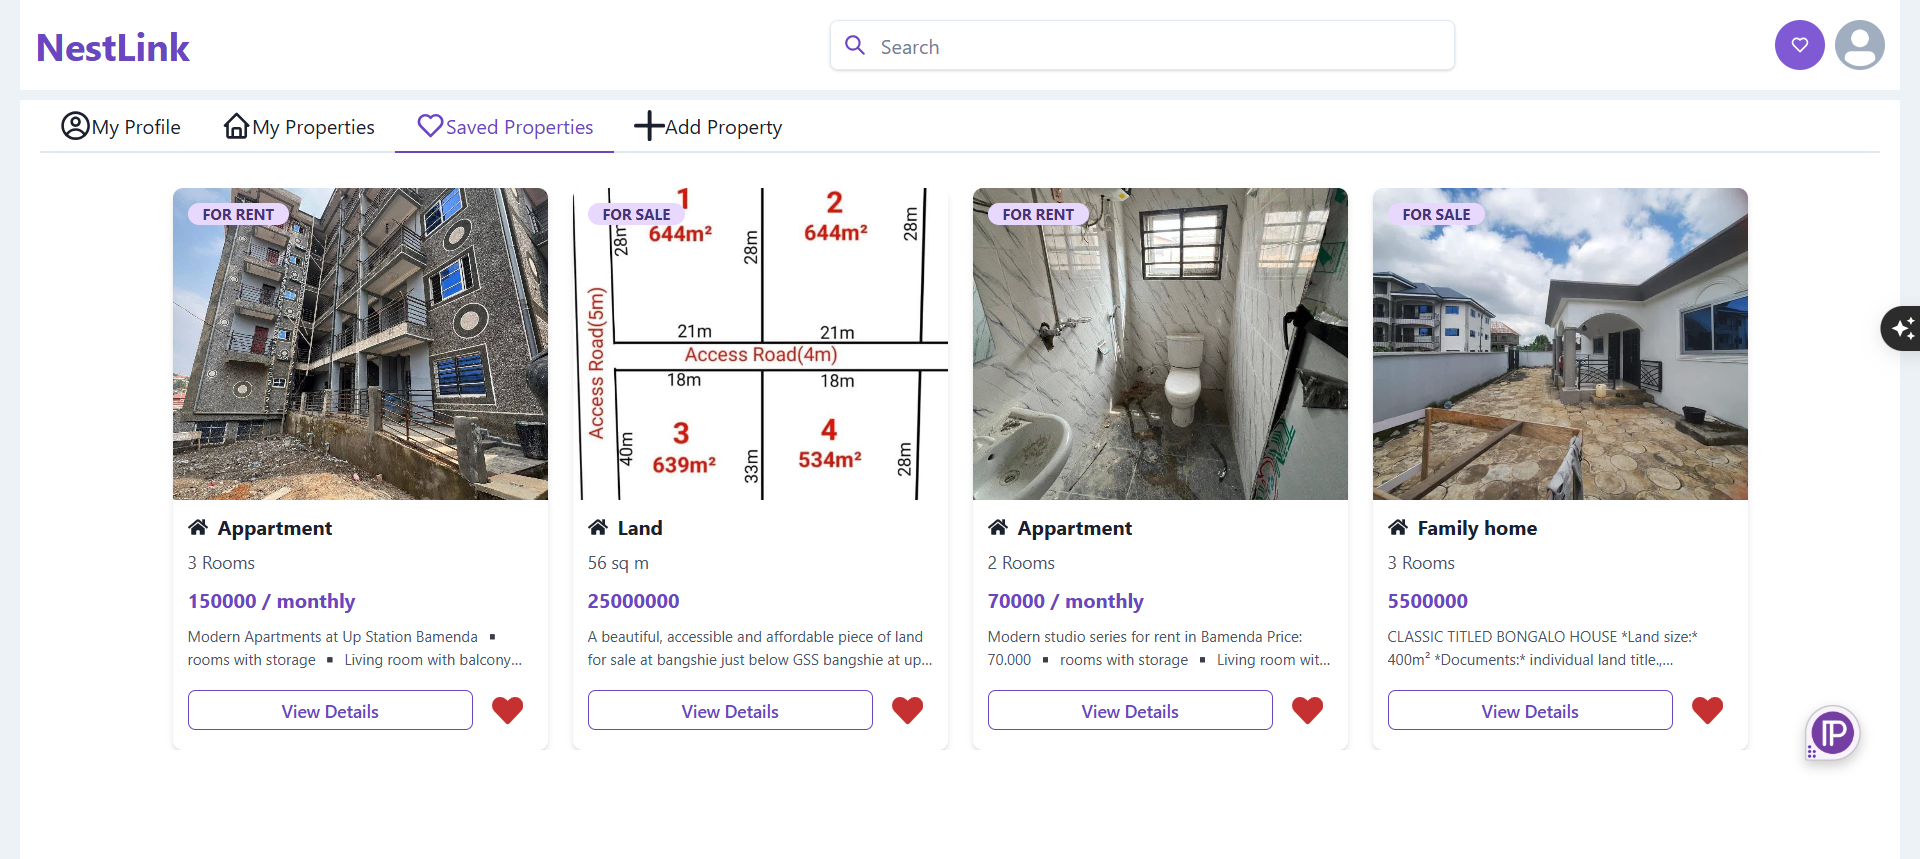 NestLink
Search
My Profile
My Properties
Saved Properties
Add Property
FOR RENT
Appartment
3 Rooms
150000 / monthly
Modern Apartments at Up Station Bamenda ▪
rooms with storage ▪ Living room with balcony...
View Details
FOR SALE
1
644m²
2
644m²
28m
28m
28m
21m
21m
Access Road(5m)
Access Road(4m)
18m
18m
3
639m²
4
534m²
40m
33m
28m
Land
56 sq m
25000000
A beautiful, accessible and affordable piece of land
for sale at bangshie just below GSS bangshie at up...
View Details
FOR RENT
Appartment
2 Rooms
70000 / monthly
Modern studio series for rent in Bamenda Price:
70.000 ▪ rooms with storage ▪ Living room wit...
View Details
FOR SALE
Family home
3 Rooms
5500000
CLASSIC TITLED BONGALO HOUSE *Land size:*
400m² *Documents:* individual land title.,...
View Details